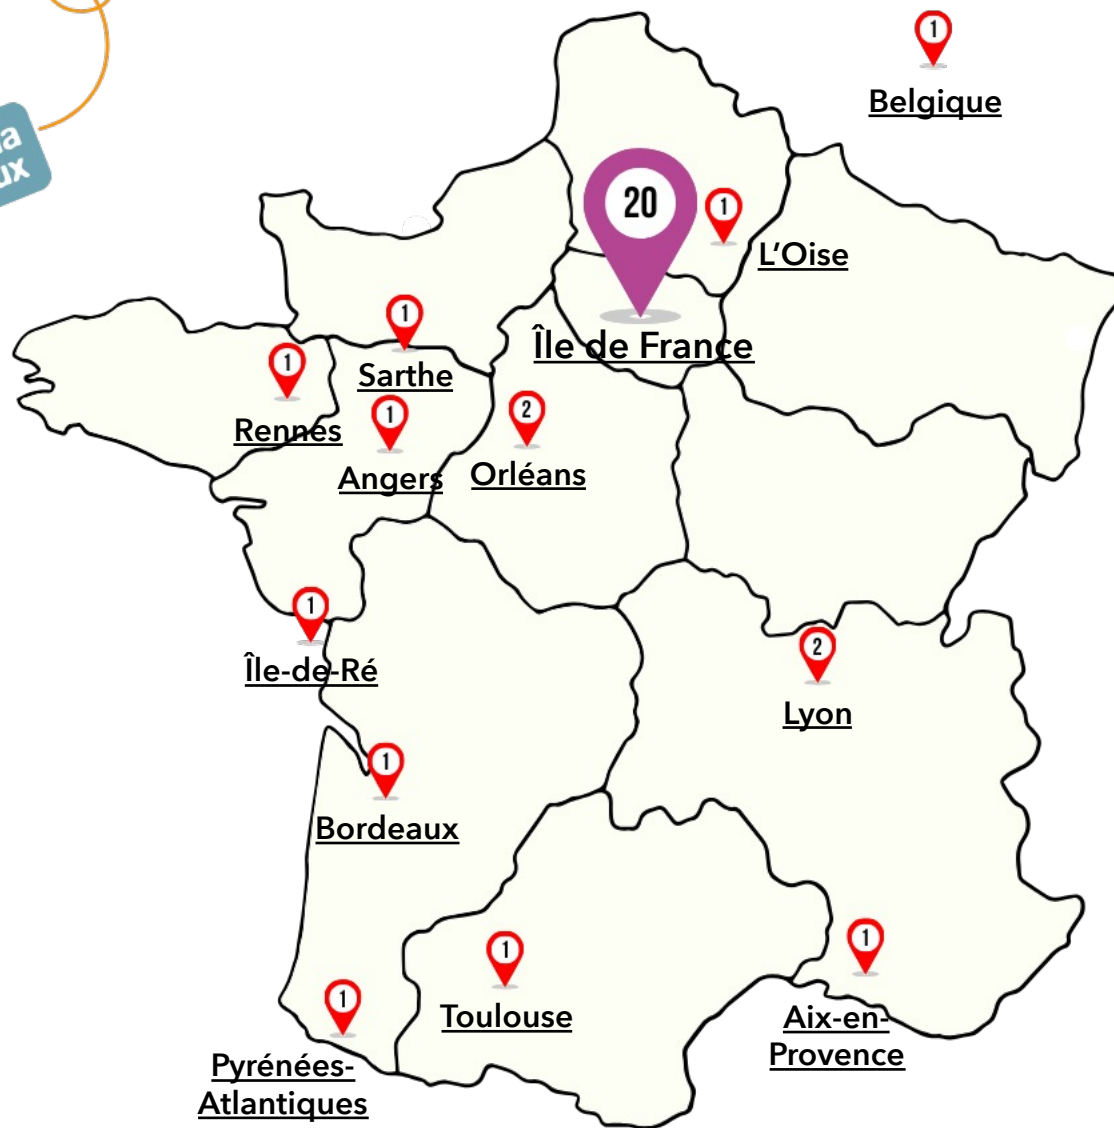 1
Belgique
20
1
L'Oise
Île de France
1
Sarthe
1
Rennes
1
Angers
2
Orléans
1
Île-de-Ré
2
Lyon
1
Bordeaux
1
Toulouse
1
Aix-en-
Provence
1
Pyrénées-
Atlantiques